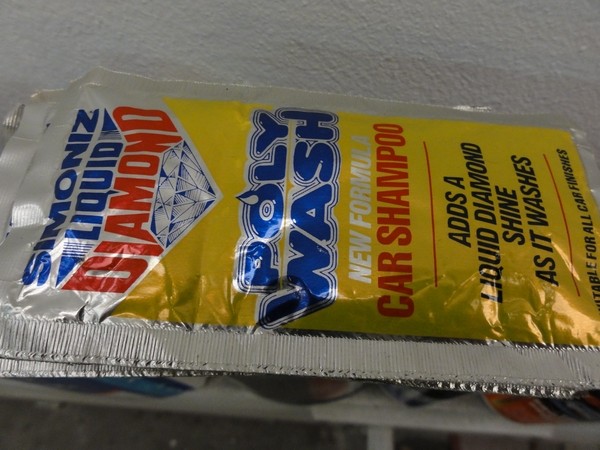 SIMONIZ
LIQUID
DIAMOND
POLY
WASH
NEW FORMULA
CAR SHAMPOO
ADDS A
LIQUID DIAMOND
SHINE
AS IT WASHES
FOR ALL CAR FINISHES